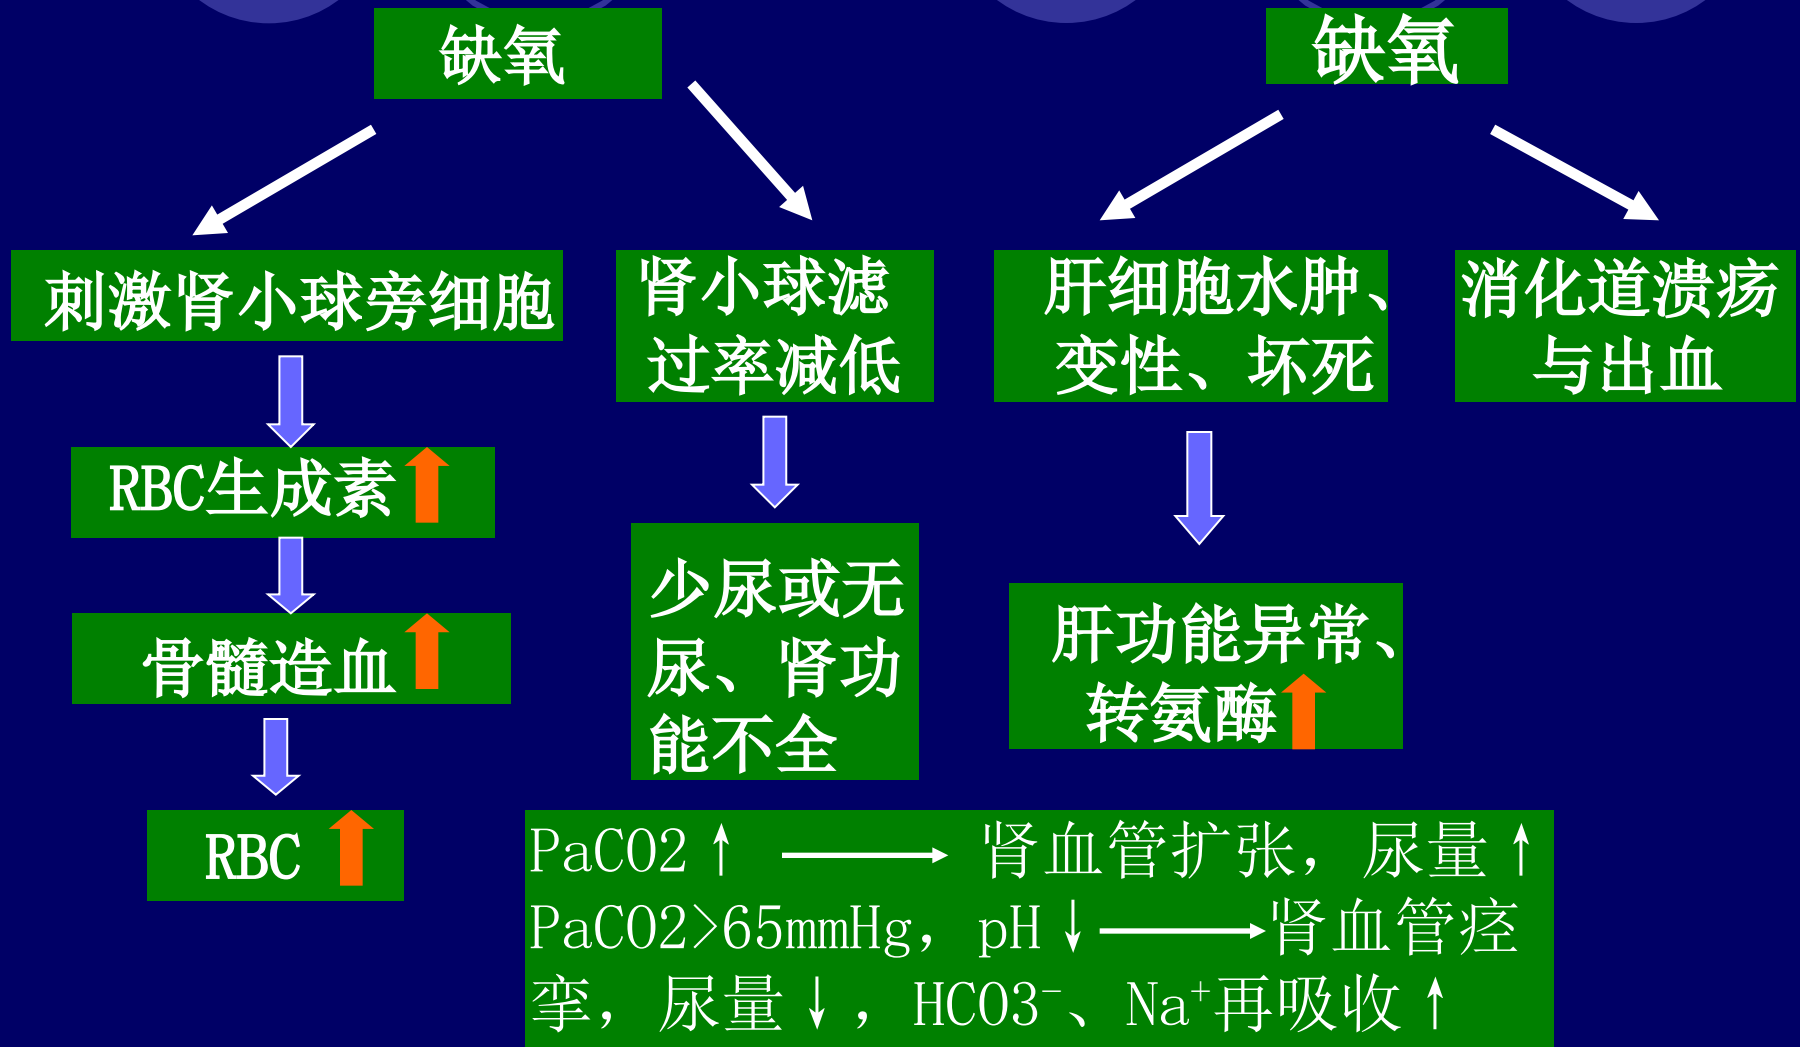 缺氧
缺氧
刺激肾小球旁细胞
肾小球滤
过率减低
肝细胞水肿、
变性、坏死
消化道溃疡
与出血
RBC生成素
骨髓造血
RBC
少尿或无
尿、肾功
能不全
肝功能异常、
转氨酶
PaCO2↑ → 肾血管扩张，尿量↑
PaCO2>65mmHg，pH↓→肾血管痉
挛，尿量↓，HCO3⁻、Na⁺再吸收↑